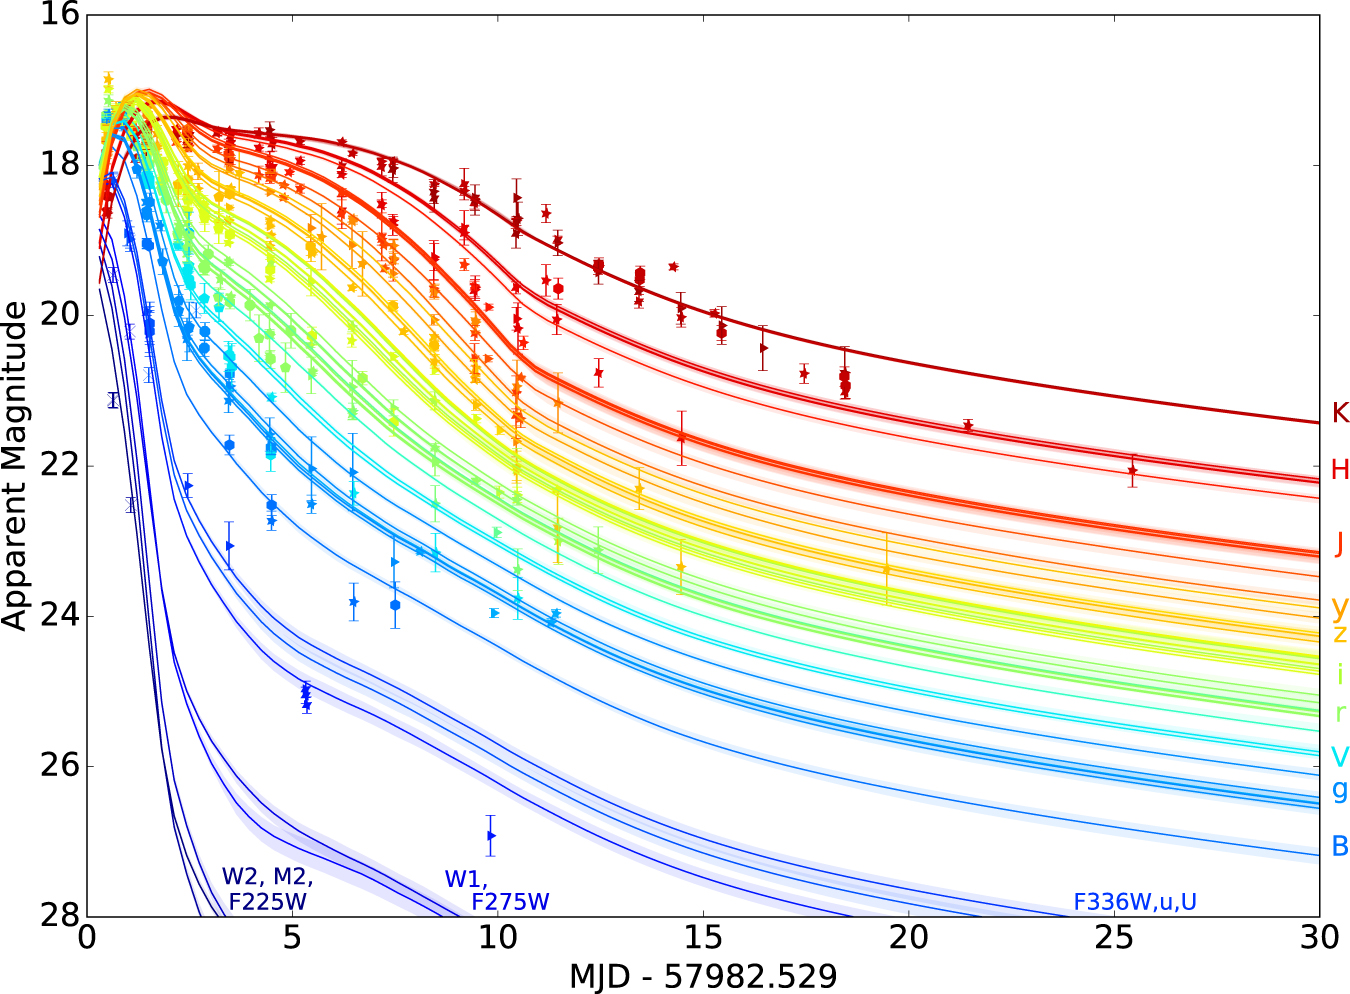 16
18
20
22
24
26
28
Apparent Magnitude
K
H
J
y
z
i
r
V
g
B
W2, M2,
F225W
W1,
F275W
F336W,u,U
0 5 10 15 20 25 30
MJD - 57982.529